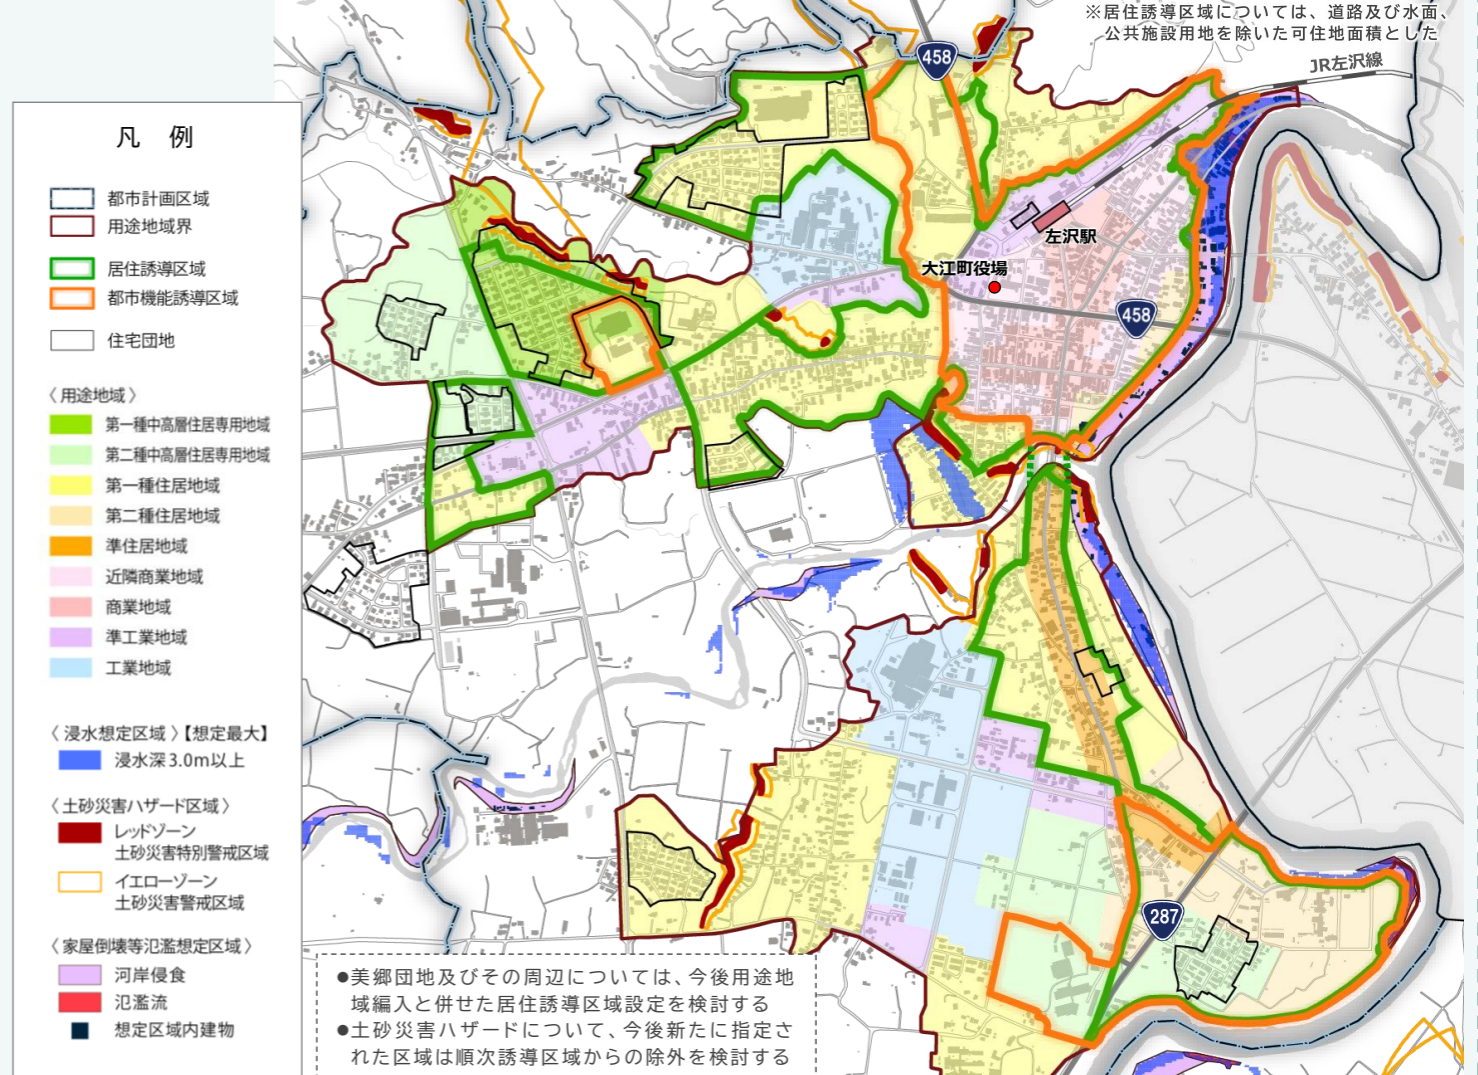 ※居住誘導区域については、道路及び水面、
公共施設用地を除いた可住地面積とした
JR左沢線
458
左沢駅
大江町役場
458
287
凡 例
都市計画区域
用途地域界
居住誘導区域
都市機能誘導区域
住宅団地
〈 用途地域 〉
第一種中高層住居専用地域
第二種中高層住居専用地域
第一種住居地域
第二種住居地域
準住居地域
近隣商業地域
商業地域
準工業地域
工業地域
〈 浸水想定区域 〉【想定最大】
浸水深3.0m以上
〈 土砂災害ハザード区域 〉
レッドゾーン
土砂災害特別警戒区域
イエローゾーン
土砂災害警戒区域
〈 家屋倒壊等氾濫想定区域 〉
河岸侵食
氾濫流
想定区域内建物
●美郷団地及びその周辺については、今後用途地
域編入と併せた居住誘導区域設定を検討する
●土砂災害ハザードについて、今後新たに指定さ
れた区域は順次誘導区域からの除外を検討する